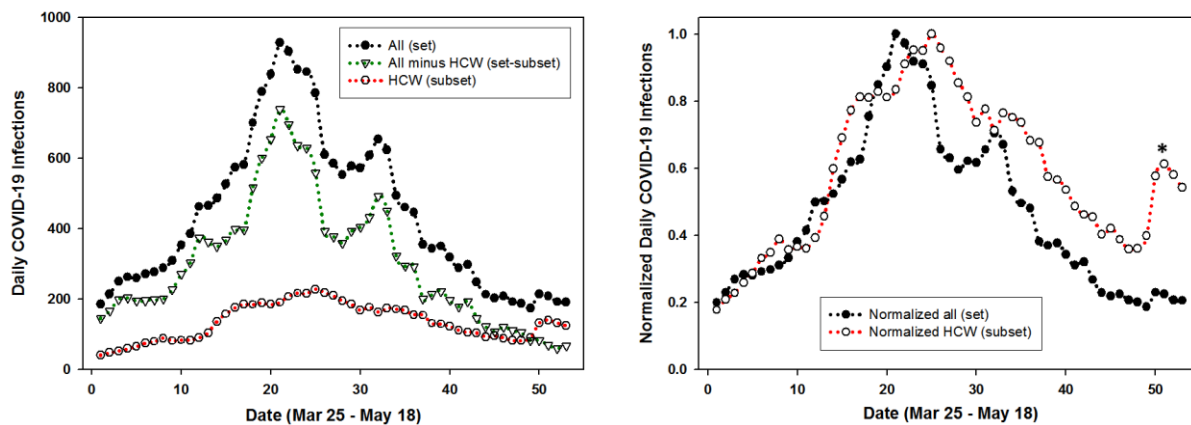 1000
800
600
400
200
0
Daily COVID-19 Infections
All (set)
All minus HCW (set-subset)
HCW (subset)
0 10 20 30 40 50
Date (Mar 25 - May 18)
1.0
0.8
0.6
0.4
0.2
0.0
Normalized Daily COVID-19 Infections
*
Normalized all (set)
Normalized HCW (subset)
0 10 20 30 40 50
Date (Mar 25 - May 18)